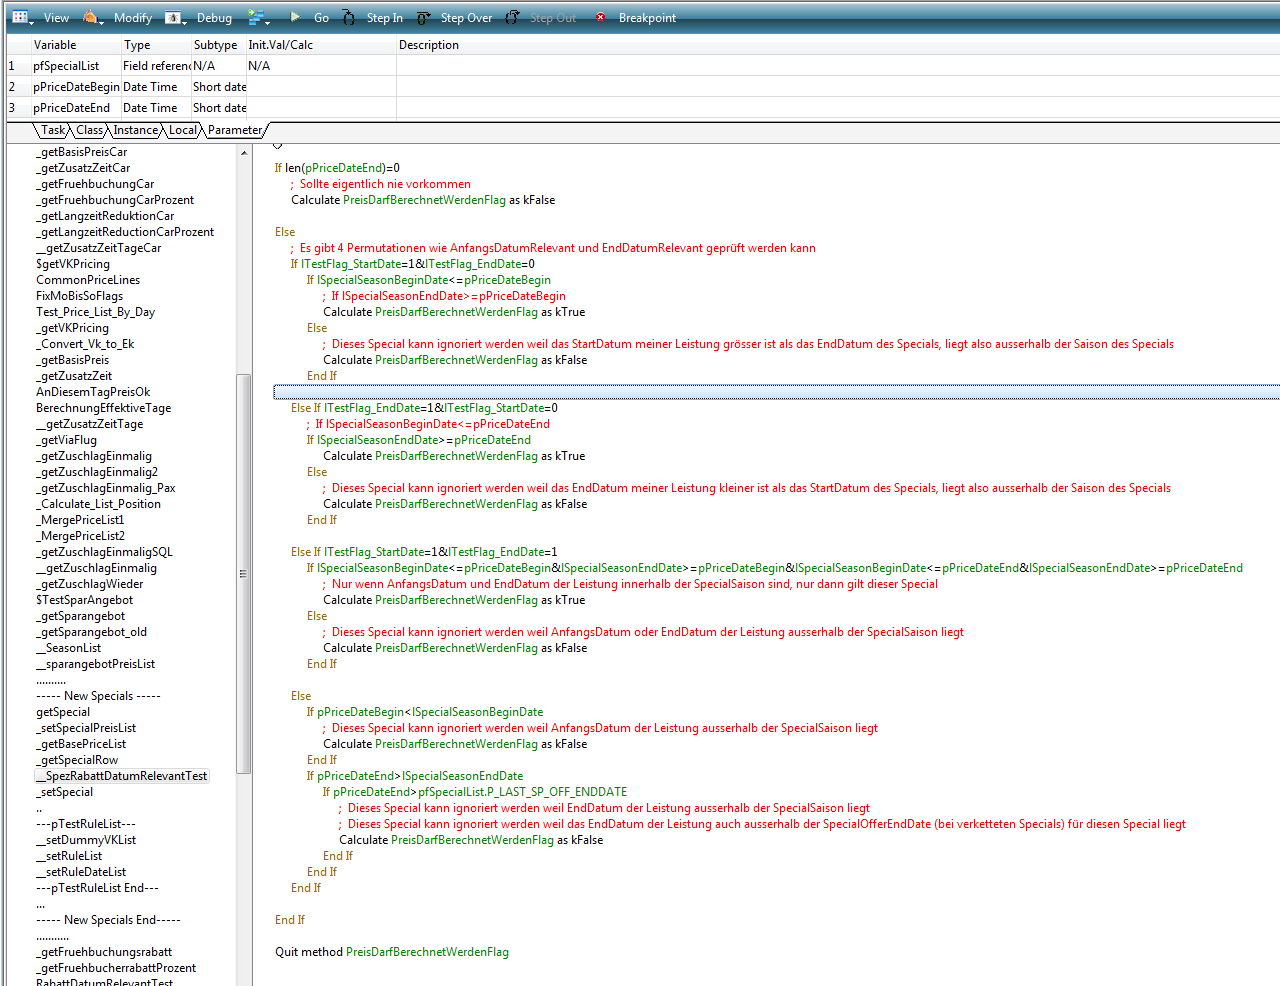 View Modify Debug Go Step In Step Over Step Out Breakpoint
Variable Type Subtype Init.Val/Calc Description
1 pfSpecialList Field referenc N/A N/A
2 pPriceDateBegin Date Time Short date
3 pPriceDateEnd Date Time Short date
Task Class Instance Local Parameter
_getBasisPreisCar
_getZusatzZeitCar
_getFruehbuchungCar
_getFruehbuchungCarProzent
_getLangzeitReduktionCar
_getLangzeitReductionCarProzent
__getZusatzZeitTageCar
$getVKPricing
CommonPriceLines
FixMoBisSoFlags
Test_Price_List_By_Day
_getVKPricing
_Convert_Vk_to_Ek
_getBasisPreis
_getZusatzZeit
AnDiesemTagPreisOk
BerechnungEffektiveTage
__getZusatzZeitTage
_getViaFlug
_getZuschlagEinmalig
_getZuschlagEinmalig2
_getZuschlagEinmalig_Pax
_Calculate_List_Position
_MergePriceList1
_MergePriceList2
_getZuschlagEinmaligSQL
__getZuschlagEinmalig
_getZuschlagWieder
$TestSparAngebot
_getSparangebot
_getSparangebot_old
__SeasonList
__sparangebotPreisList
..........
----- New Specials -----
getSpecial
_setSpecialPreisList
_getBasePriceList
_getSpecialRow
__SpezRabattDatumRelevantTest
_setSpecial
..
---pTestRuleList---
__setDummyVKList
__setRuleList
__setRuleDateList
---pTestRuleList End---
...
----- New Specials End-----
...........
_getFruehbuchungsrabatt
_getFruehbucherrabattProzent
RabattDatumRelevantTest
If len(pPriceDateEnd)=0
; Sollte eigentlich nie vorkommen
Calculate PreisDarfBerechnetWerdenFlag as kFalse
Else
; Es gibt 4 Permutationen wie AnfangsDatumRelevant und EndDatumRelevant geprüft werden kann
If lTestFlag_StartDate=1&lTestFlag_EndDate=0
If lSpecialSeasonBeginDate<=pPriceDateBegin
; If lSpecialSeasonEndDate>=pPriceDateBegin
Calculate PreisDarfBerechnetWerdenFlag as kTrue
Else
; Dieses Special kann ignoriert werden weil das StartDatum meiner Leistung grösser ist als das EndDatum des Specials, liegt also ausserhalb der Saison des Specials
Calculate PreisDarfBerechnetWerdenFlag as kFalse
End If
Else If lTestFlag_EndDate=1&lTestFlag_StartDate=0
; If lSpecialSeasonBeginDate<=pPriceDateEnd
If lSpecialSeasonEndDate>=pPriceDateEnd
Calculate PreisDarfBerechnetWerdenFlag as kTrue
Else
; Dieses Special kann ignoriert werden weil das EndDatum meiner Leistung kleiner ist als das StartDatum des Specials, liegt also ausserhalb der Saison des Specials
Calculate PreisDarfBerechnetWerdenFlag as kFalse
End If
Else If lTestFlag_StartDate=1&lTestFlag_EndDate=1
If lSpecialSeasonBeginDate<=pPriceDateBegin&lSpecialSeasonEndDate>=pPriceDateBegin&lSpecialSeasonBeginDate<=pPriceDateEnd&lSpecialSeasonEndDate>=pPriceDateEnd
; Nur wenn AnfangsDatum und EndDatum der Leistung innerhalb der SpecialSaison sind, nur dann gilt dieser Special
Calculate PreisDarfBerechnetWerdenFlag as kTrue
Else
; Dieses Special kann ignoriert werden weil AnfangsDatum oder EndDatum der Leistung ausserhalb der SpecialSaison liegt
Calculate PreisDarfBerechnetWerdenFlag as kFalse
End If
Else
If pPriceDateBegin<lSpecialSeasonBeginDate
; Dieses Special kann ignoriert werden weil AnfangsDatum der Leistung ausserhalb der SpecialSaison liegt
Calculate PreisDarfBerechnetWerdenFlag as kFalse
End If
If pPriceDateEnd>lSpecialSeasonEndDate
If pPriceDateEnd>pfSpecialList.P_LAST_SP_OFF_ENDDATE
; Dieses Special kann ignoriert werden weil EndDatum der Leistung ausserhalb der SpecialSaison liegt
; Dieses Special kann ignoriert werden weil das EndDatum der Leistung auch ausserhalb der SpecialOfferEndDate (bei verketteten Specials) für diesen Special liegt
Calculate PreisDarfBerechnetWerdenFlag as kFalse
End If
End If
End If
End If
Quit method PreisDarfBerechnetWerdenFlag